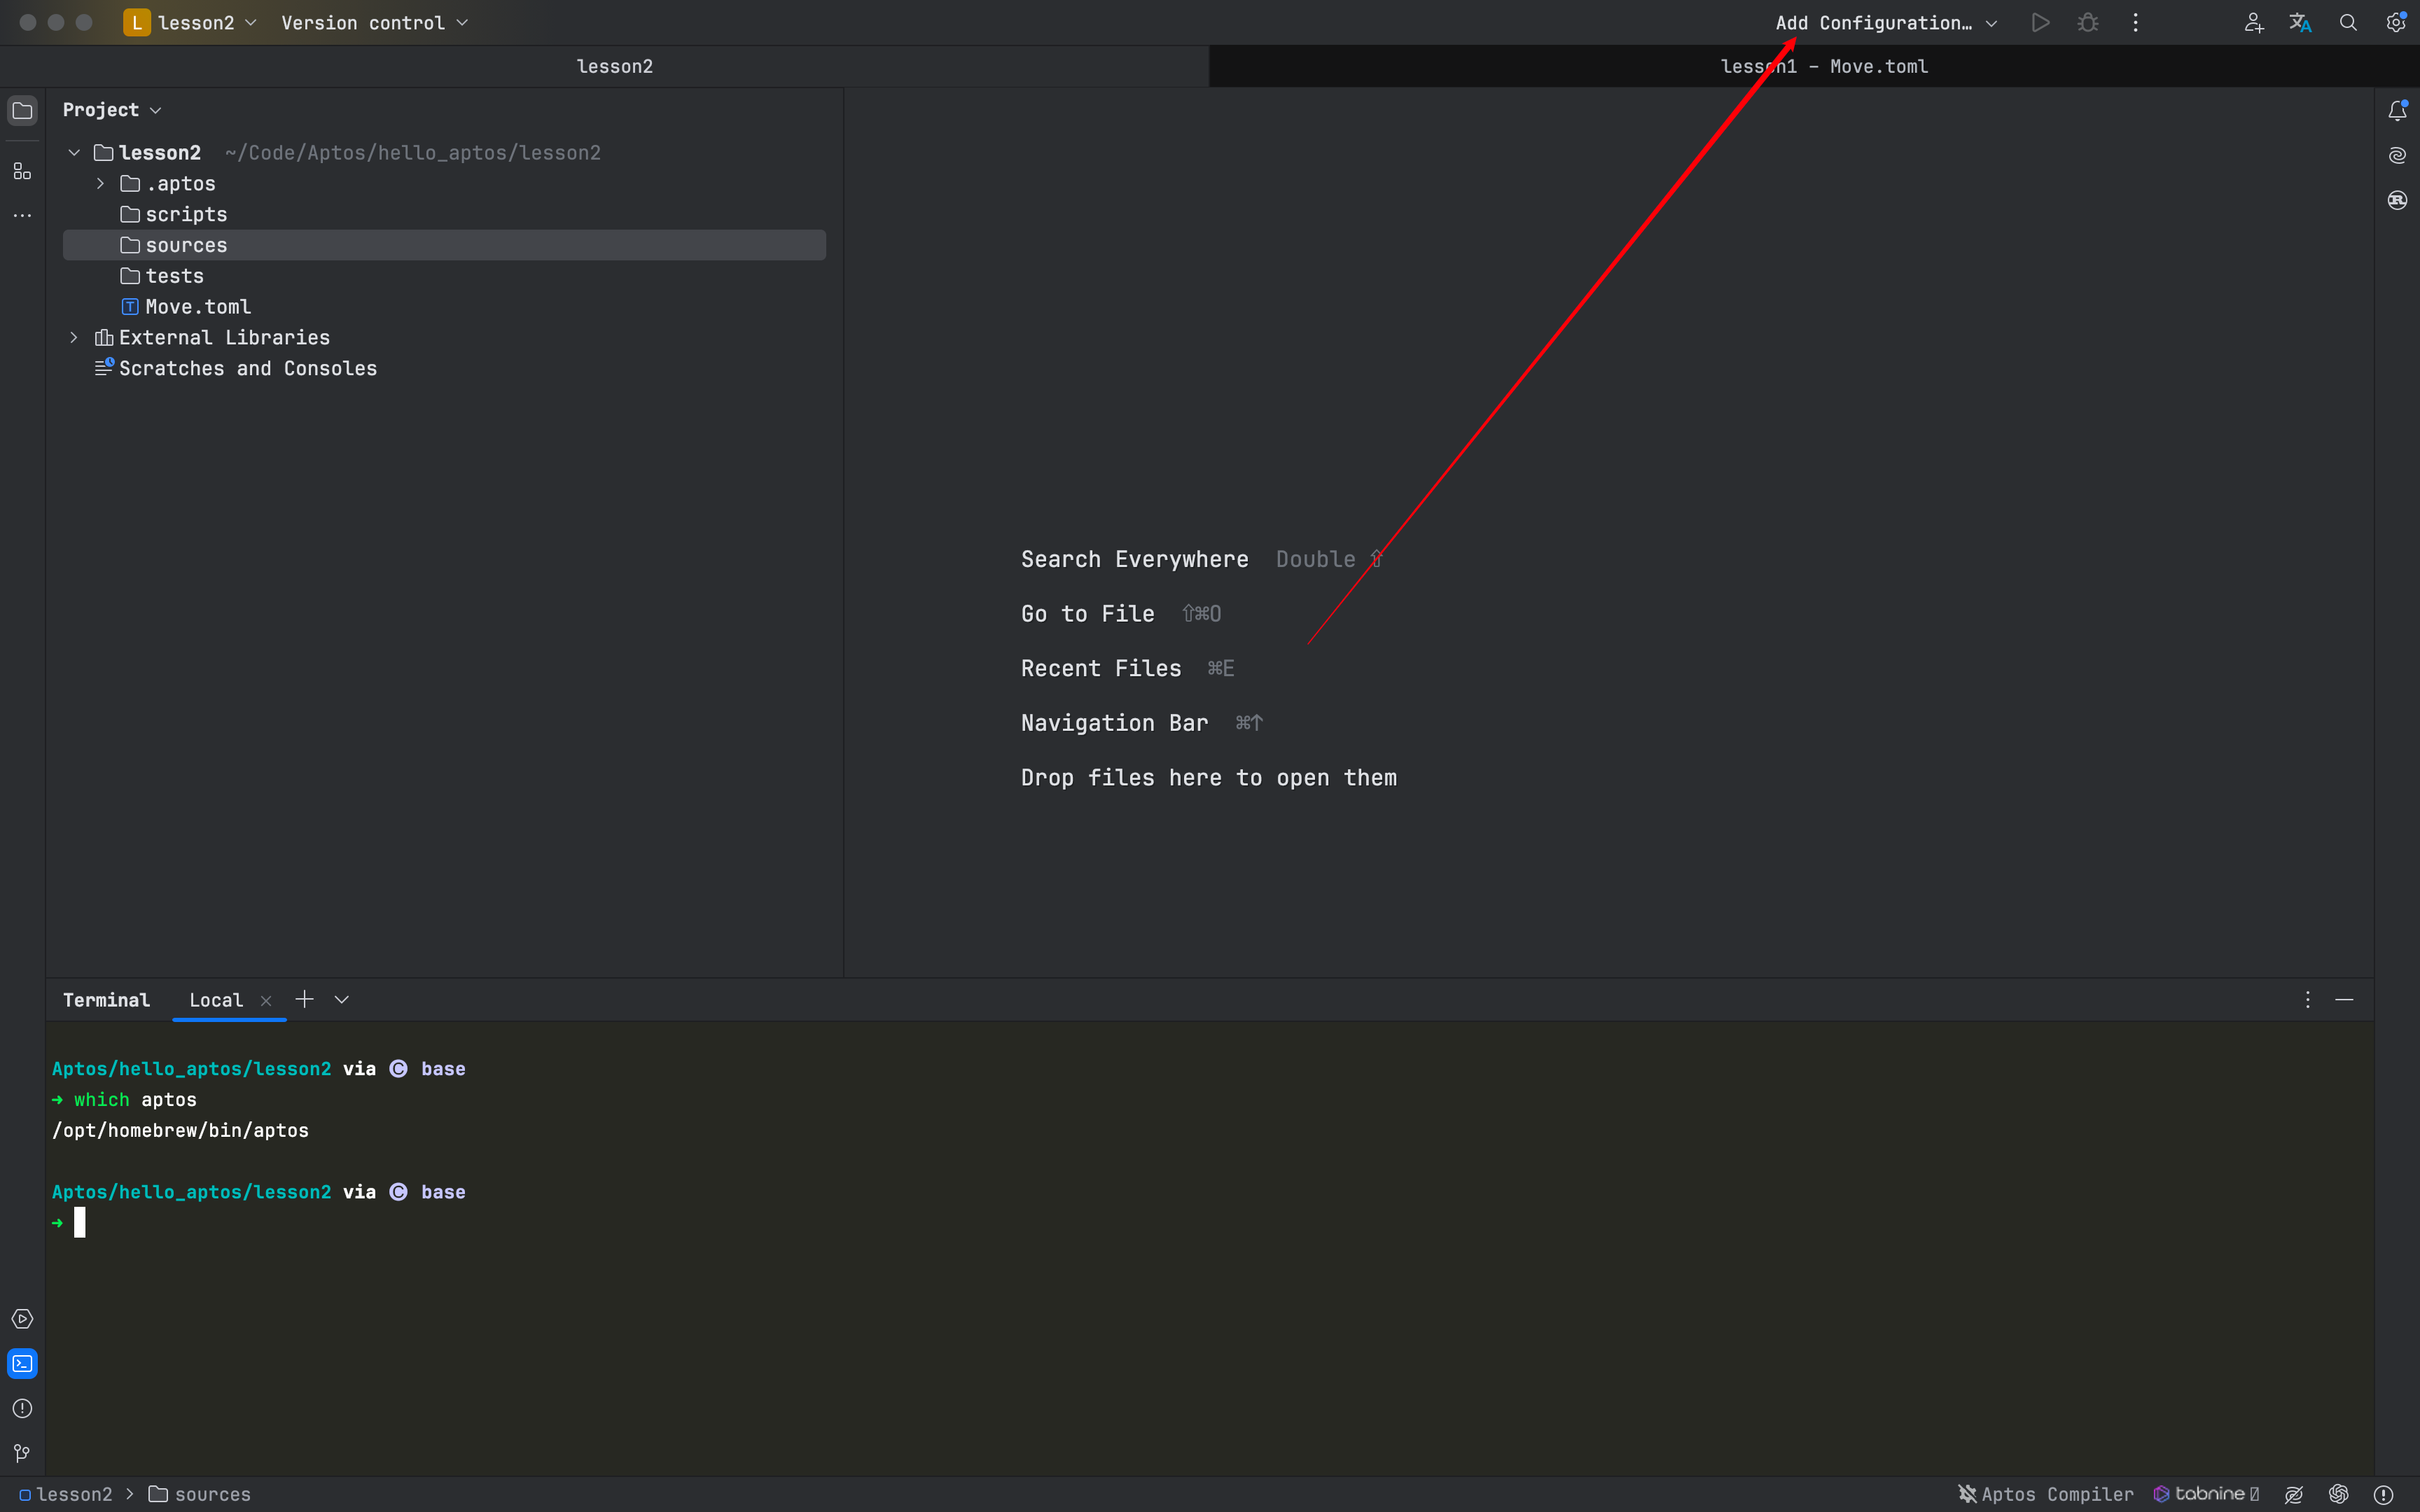 L lesson2 Version control Add Configuration...
lesson2 lesson1 – Move.toml
Project
lesson2 ~/Code/Aptos/hello_aptos/lesson2
.aptos
scripts
sources
tests
Move.toml
External Libraries
Scratches and Consoles
Search Everywhere Double ⇧
Go to File ⇧⌘O
Recent Files ⌘E
Navigation Bar ⌘↑
Drop files here to open them
Terminal Local
Aptos/hello_aptos/lesson2 via C base
→ which aptos
/opt/homebrew/bin/aptos
Aptos/hello_aptos/lesson2 via C base
→
lesson2 > sources Aptos Compiler tabnine